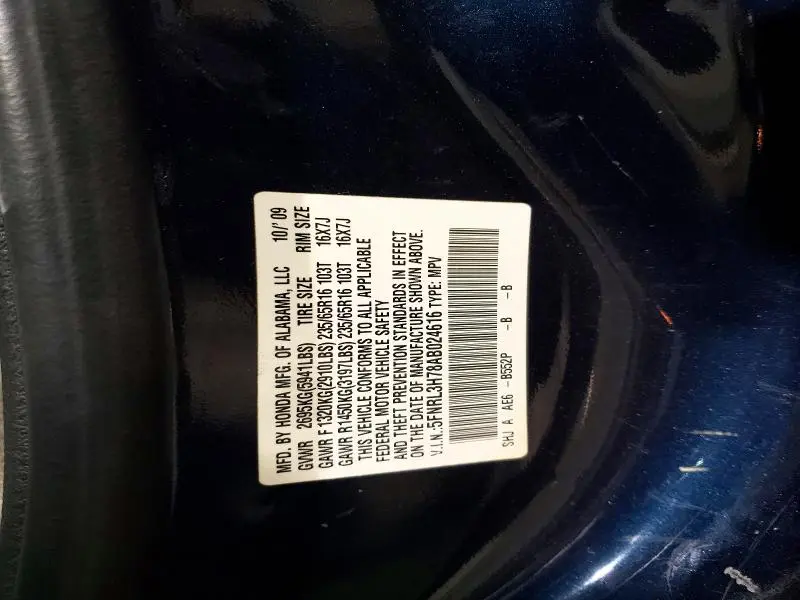 MFD. BY HONDA MFG. OF ALABAMA, LLC 10/' 09
GVWR 2695KG(5941LBS) TIRE SIZE RIM SIZE
GAWR F 1320KG(2910LBS) 235/65R16 103T 16X7J
GAWR R1450KG(3197LBS) 235/65R16 103T 16X7J
THIS VEHICLE CONFORMS TO ALL APPLICABLE
FEDERAL MOTOR VEHICLE SAFETY
AND THEFT PREVENTION STANDARDS IN EFFECT
ON THE DATE OF MANUFACTURE SHOWN ABOVE.
V.I.N.:5FNRL3H78AB024616 TYPE: MPV
SHJ A AE6 -B552P -B -B